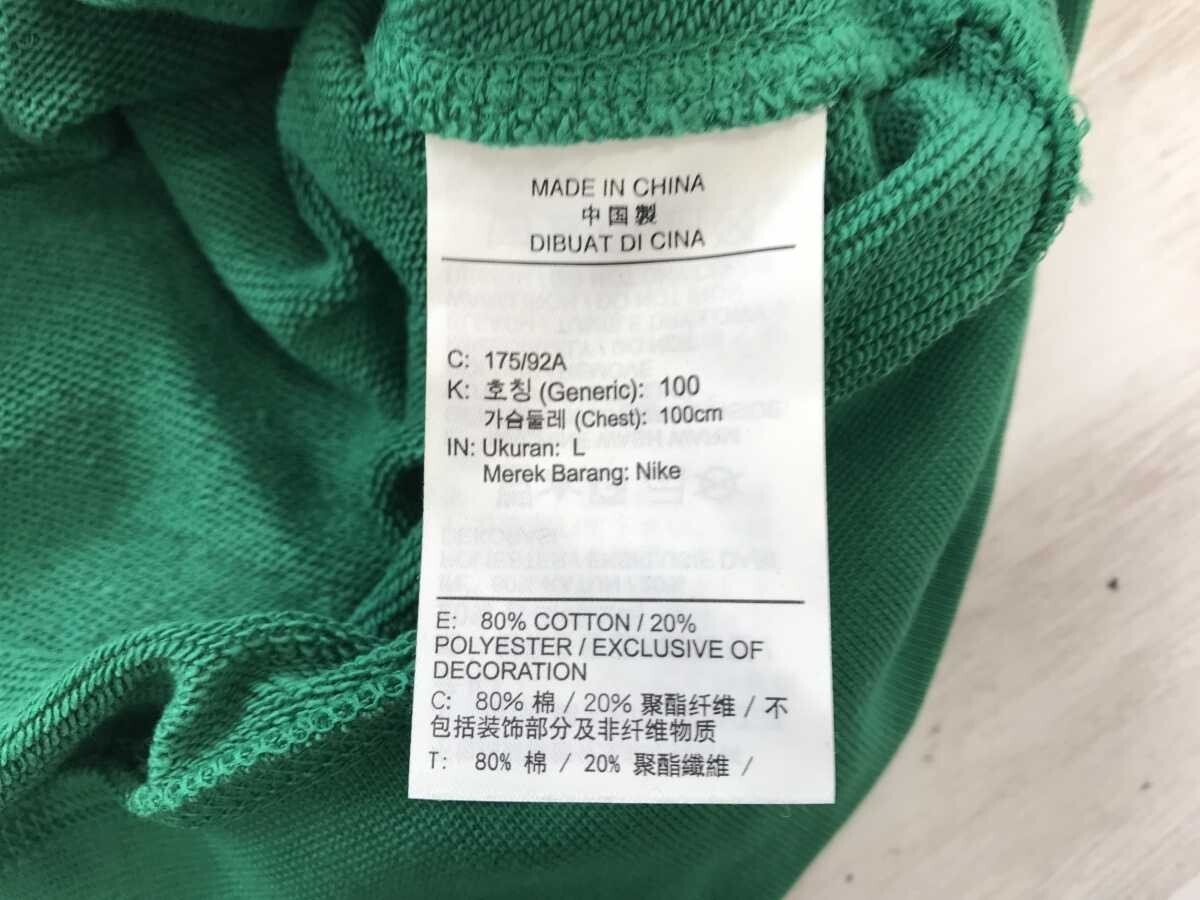 MADE IN CHINA
中国製
DIBUAT DI CINA
C: 175/92A
K: 호칭 (Generic): 100
가슴둘레 (Chest): 100cm
IN: Ukuran: L
Merek Barang: Nike
E: 80% COTTON / 20%
POLYESTER / EXCLUSIVE OF
DECORATION
C: 80% 棉 / 20% 聚酯纤维 / 不
包括装饰部分及非纤维物质
T: 80% 棉 / 20% 聚酯纖維 /